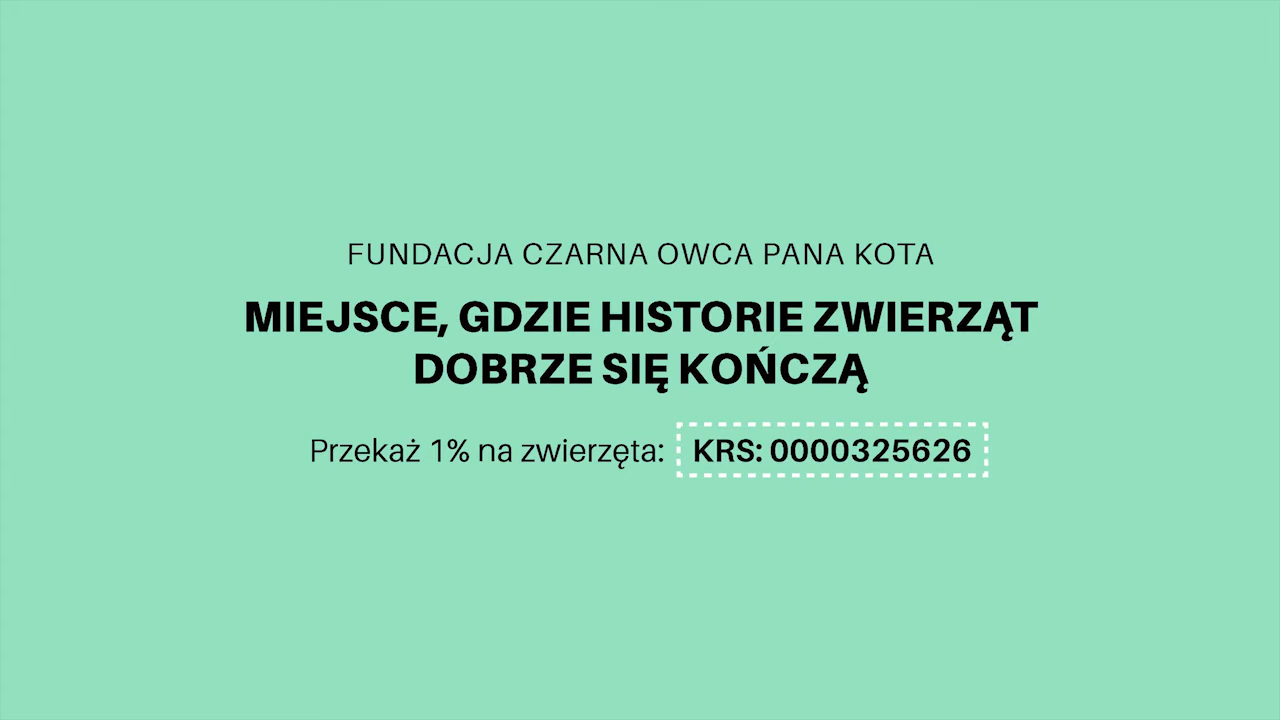 FUNDACJA CZARNA OWCA PANA KOTA
MIEJSCE, GDZIE HISTORIE ZWIERZĄT
DOBRZE SIĘ KOŃCZĄ
Przekaż 1% na zwierzęta: KRS: 0000325626